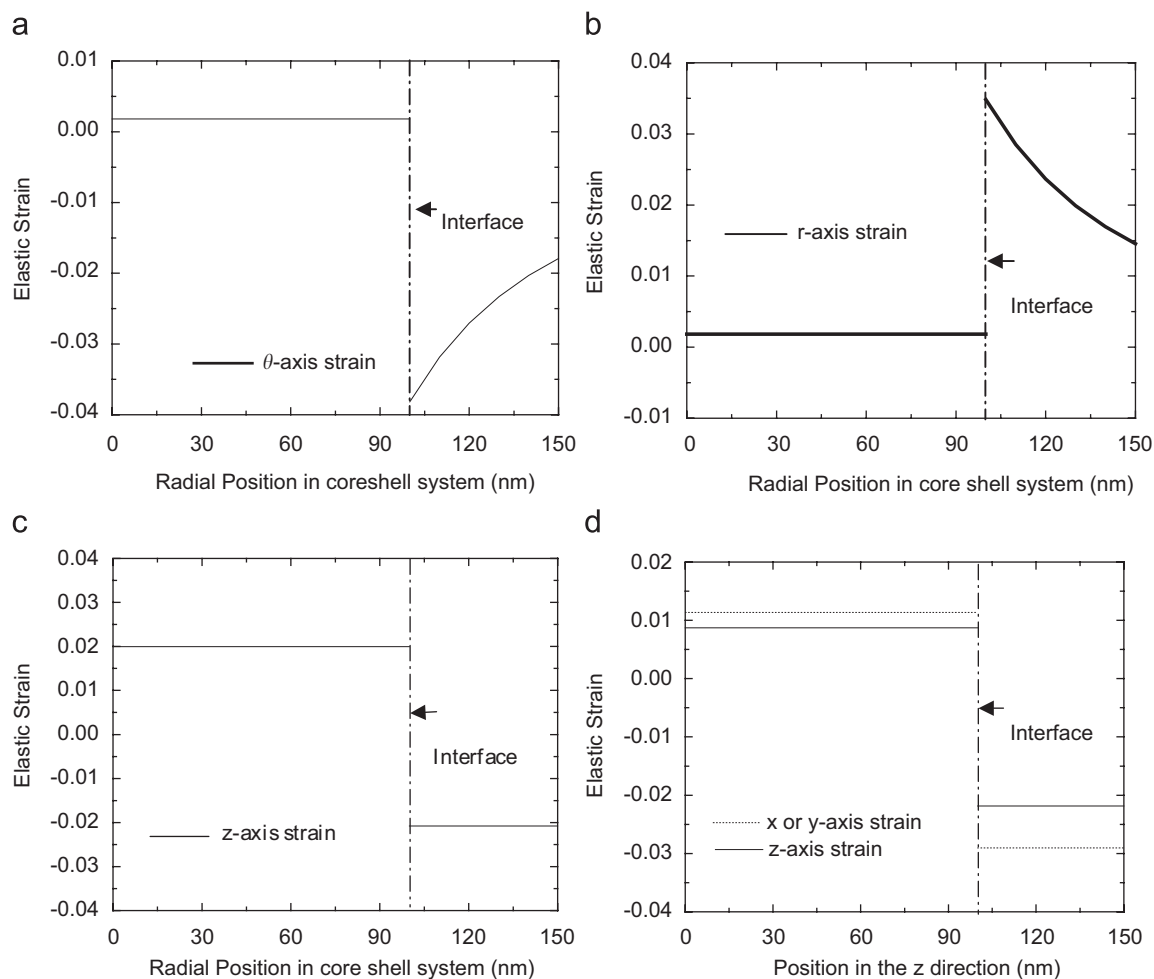 a
0.01
0.00
-0.01
-0.02
-0.03
-0.04
Elastic Strain
Interface
θ-axis strain
0 30 60 90 120 150
Radial Position in coreshell system (nm)
b
0.04
0.03
0.02
0.01
0.00
-0.01
Elastic Strain
r-axis strain
Interface
0 30 60 90 120 150
Radial Position in core shell system (nm)
c
0.04
0.03
0.02
0.01
0.00
-0.01
-0.02
-0.03
-0.04
Elastic Strain
Interface
z-axis strain
0 30 60 90 120 150
Radial Position in core shell system (nm)
d
0.02
0.01
0.00
-0.01
-0.02
-0.03
-0.04
Elastic Strain
Interface
x or y-axis strain
z-axis strain
0 30 60 90 120 150
Position in the z direction (nm)